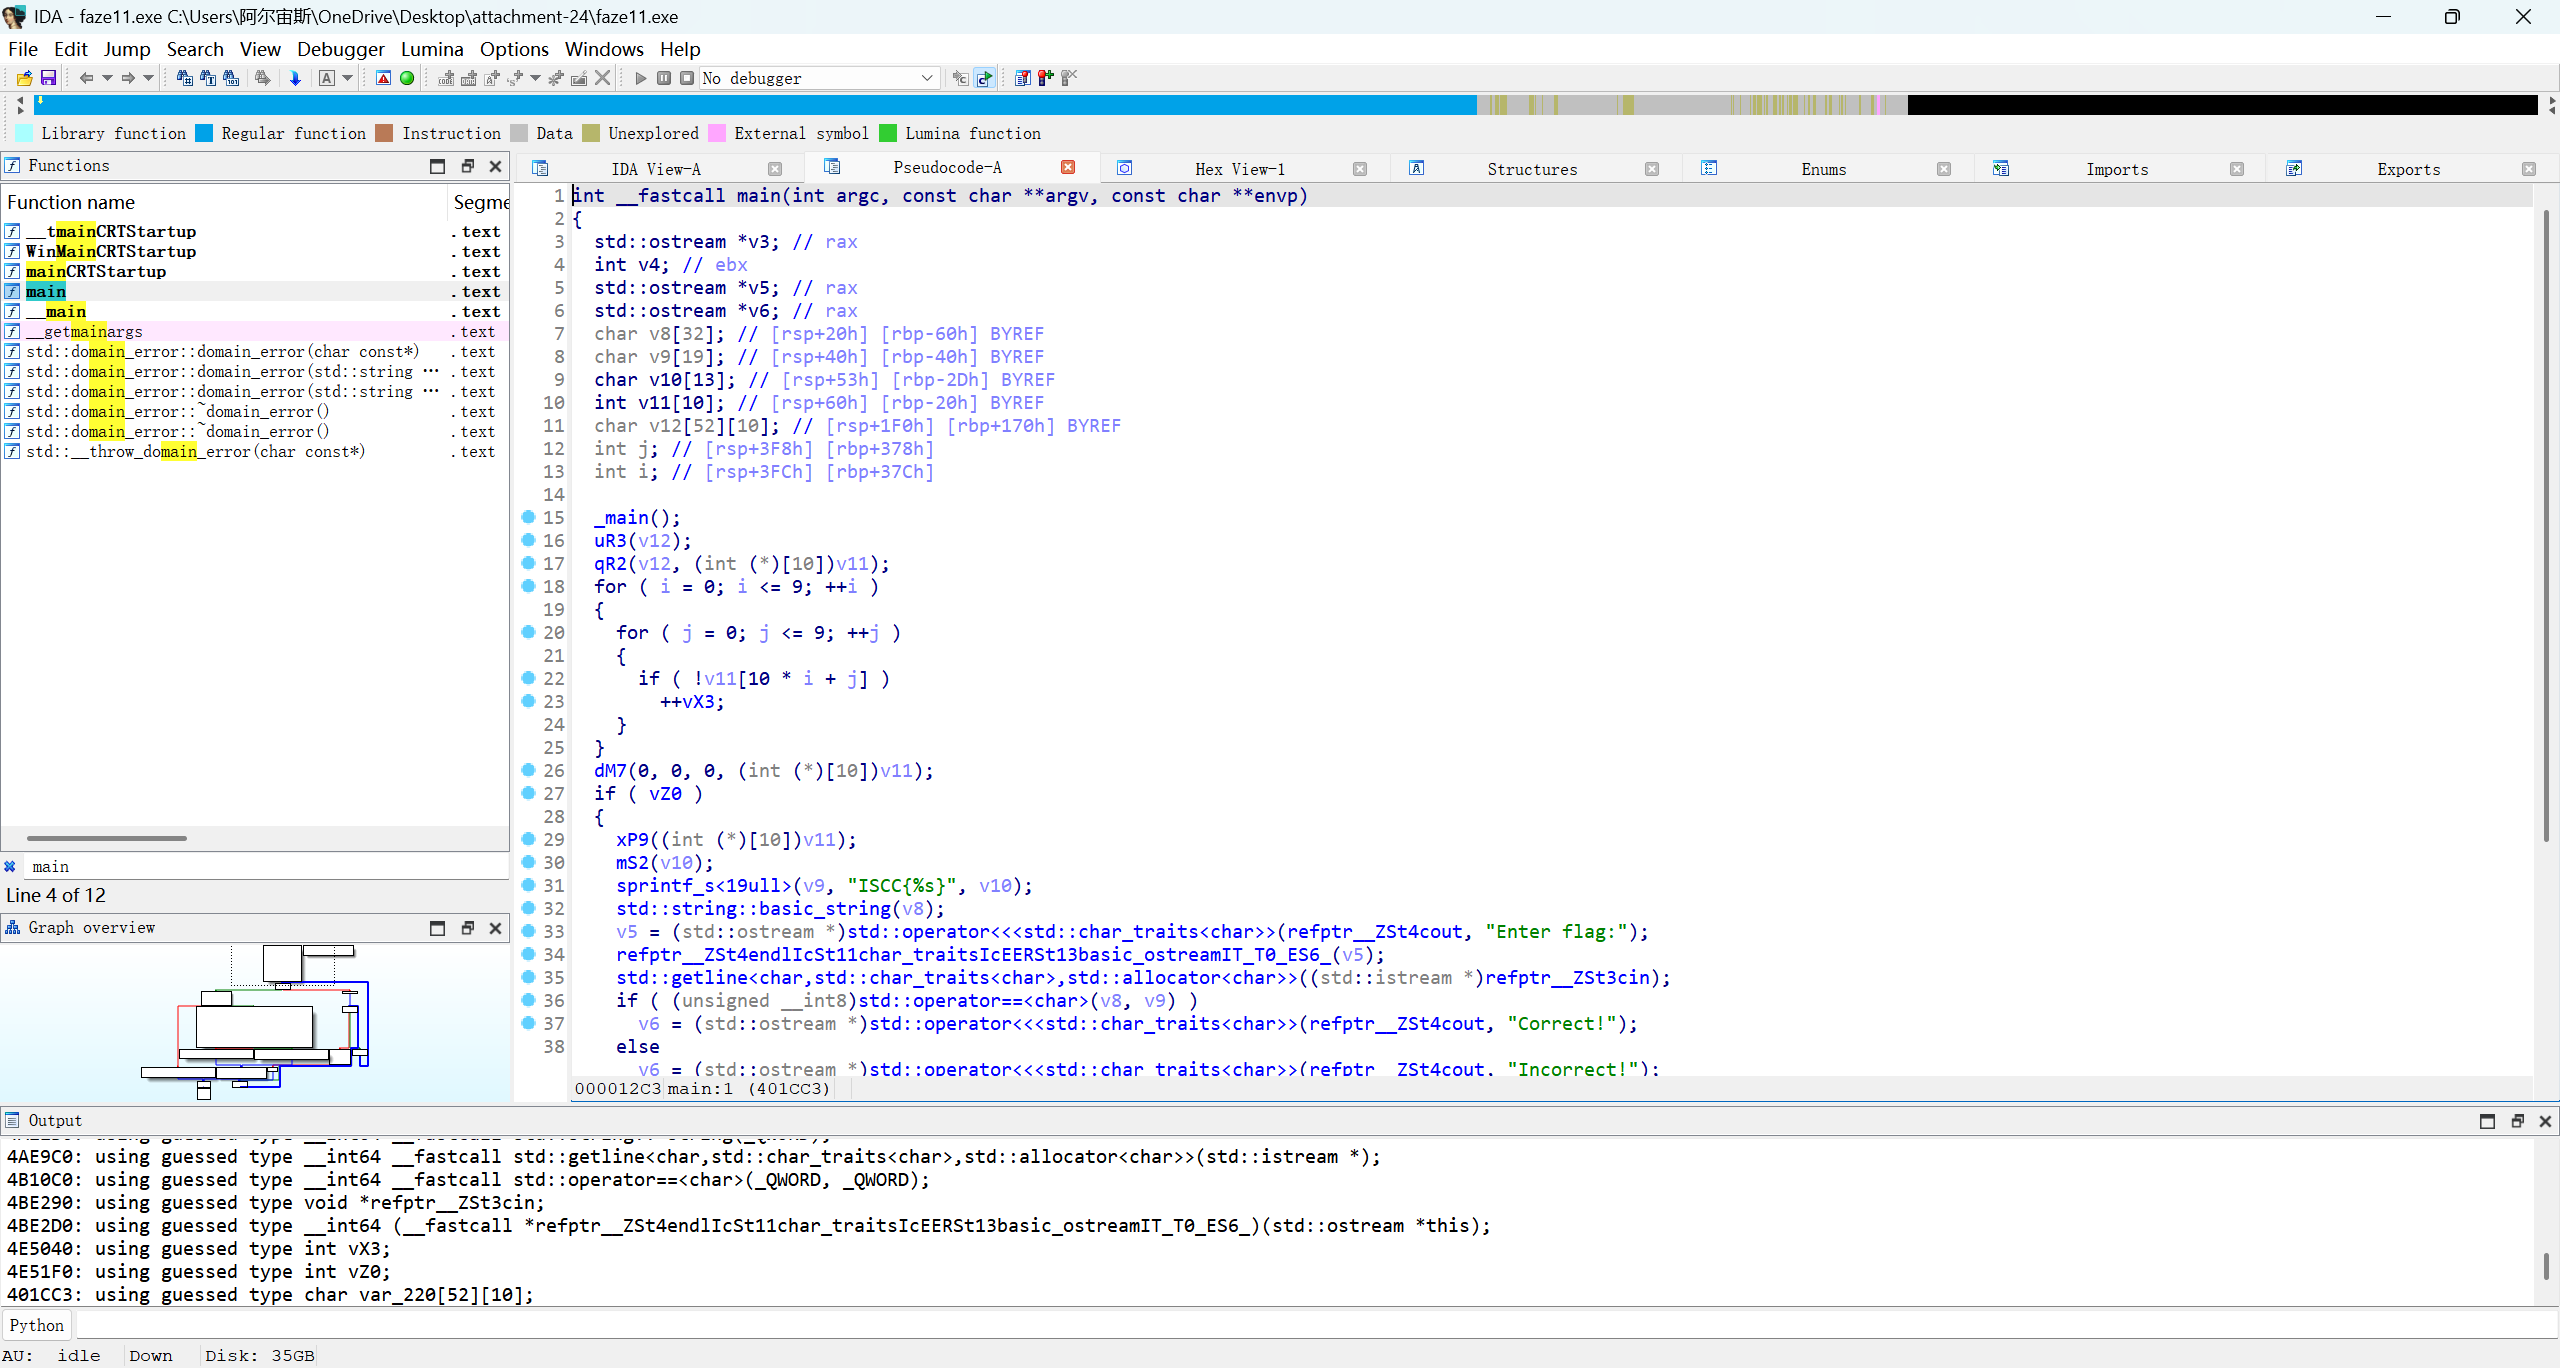 IDA - faze11.exe C:\Users\阿尔宙斯\OneDrive\Desktop\attachment-24\faze11.exe
File Edit Jump Search View Debugger Lumina Options Windows Help
No debugger
Library function Regular function Instruction Data Unexplored External symbol Lumina function
Functions
Function name Segme
__tmainCRTStartup .text
WinMainCRTStartup .text
mainCRTStartup .text
main .text
__main .text
__getmainargs .text
std::domain_error::domain_error(char const*) .text
std::domain_error::domain_error(std::string … .text
std::domain_error::domain_error(std::string … .text
std::domain_error::~domain_error() .text
std::domain_error::~domain_error() .text
std::__throw_domain_error(char const*) .text
main
Line 4 of 12
Graph overview
IDA View-A Pseudocode-A Hex View-1 Structures Enums Imports Exports
1 int __fastcall main(int argc, const char **argv, const char **envp)
2 {
3 std::ostream *v3; // rax
4 int v4; // ebx
5 std::ostream *v5; // rax
6 std::ostream *v6; // rax
7 char v8[32]; // [rsp+20h] [rbp-60h] BYREF
8 char v9[19]; // [rsp+40h] [rbp-40h] BYREF
9 char v10[13]; // [rsp+53h] [rbp-2Dh] BYREF
10 int v11[10]; // [rsp+60h] [rbp-20h] BYREF
11 char v12[52][10]; // [rsp+1F0h] [rbp+170h] BYREF
12 int j; // [rsp+3F8h] [rbp+378h]
13 int i; // [rsp+3FCh] [rbp+37Ch]
14
15 _main();
16 uR3(v12);
17 qR2(v12, (int (*)[10])v11);
18 for ( i = 0; i <= 9; ++i )
19 {
20 for ( j = 0; j <= 9; ++j )
21 {
22 if ( !v11[10 * i + j] )
23 ++vX3;
24 }
25 }
26 dM7(0, 0, 0, (int (*)[10])v11);
27 if ( vZ0 )
28 {
29 xP9((int (*)[10])v11);
30 mS2(v10);
31 sprintf_s<19ull>(v9, "ISCC{%s}", v10);
32 std::string::basic_string(v8);
33 v5 = (std::ostream *)std::operator<<<std::char_traits<char>>(refptr__ZSt4cout, "Enter flag:");
34 refptr__ZSt4endlIcSt11char_traitsIcEERSt13basic_ostreamIT_T0_ES6_(v5);
35 std::getline<char,std::char_traits<char>,std::allocator<char>>((std::istream *)refptr__ZSt3cin);
36 if ( (unsigned __int8)std::operator==<char>(v8, v9) )
37 v6 = (std::ostream *)std::operator<<<std::char_traits<char>>(refptr__ZSt4cout, "Correct!");
38 else
v6 = (std::ostream *)std::operator<<<std::char_traits<char>>(refptr__ZSt4cout, "Incorrect!");
000012C3 main:1 (401CC3)
Output
4AE9C0: using guessed type __int64 __fastcall std::getline<char,std::char_traits<char>,std::allocator<char>>(std::istream *);
4B10C0: using guessed type __int64 __fastcall std::operator==<char>(_QWORD, _QWORD);
4BE290: using guessed type void *refptr__ZSt3cin;
4BE2D0: using guessed type __int64 (__fastcall *refptr__ZSt4endlIcSt11char_traitsIcEERSt13basic_ostreamIT_T0_ES6_)(std::ostream *this);
4E5040: using guessed type int vX3;
4E51F0: using guessed type int vZ0;
401CC3: using guessed type char var_220[52][10];
Python
AU: idle Down Disk: 35GB